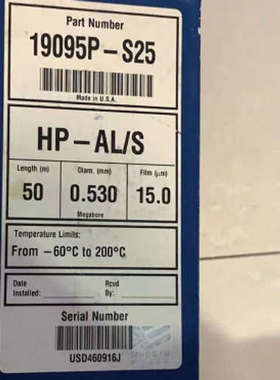 Part Number
19095P-S25
Made in U.S.A.
HP-AL/S
Length (m) Diam. (mm) Film (μm)
50 0.530 15.0
Megabore
Temperature Limits:
From -60°C to 200°C
Date Rcvd
Installed: By:
Serial Number
USD460916J